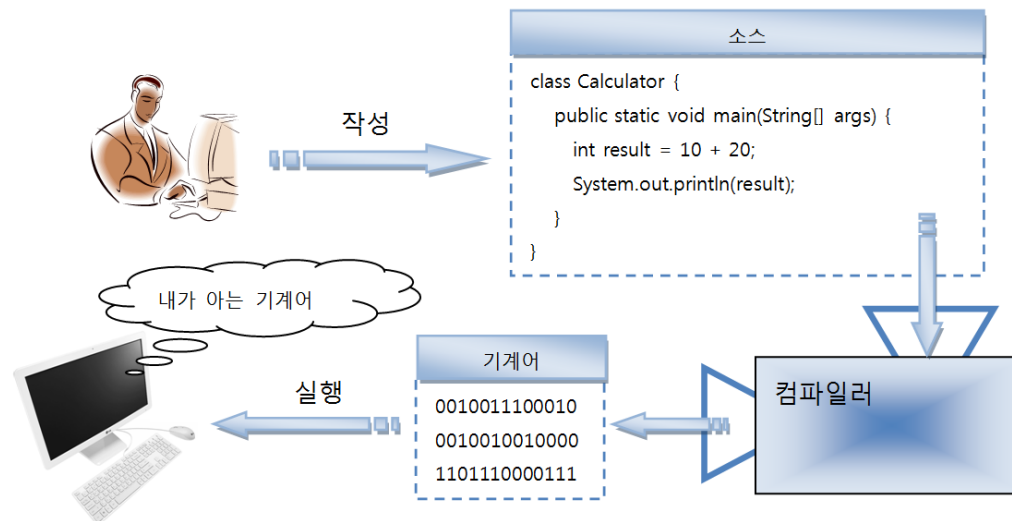 작성
소스
class Calculator {
public static void main(String[] args) {
int result = 10 + 20;
System.out.println(result);
}
}
컴파일러
기계어
0010011100010
0010010010000
1101110000111
실행
내가 아는 기계어